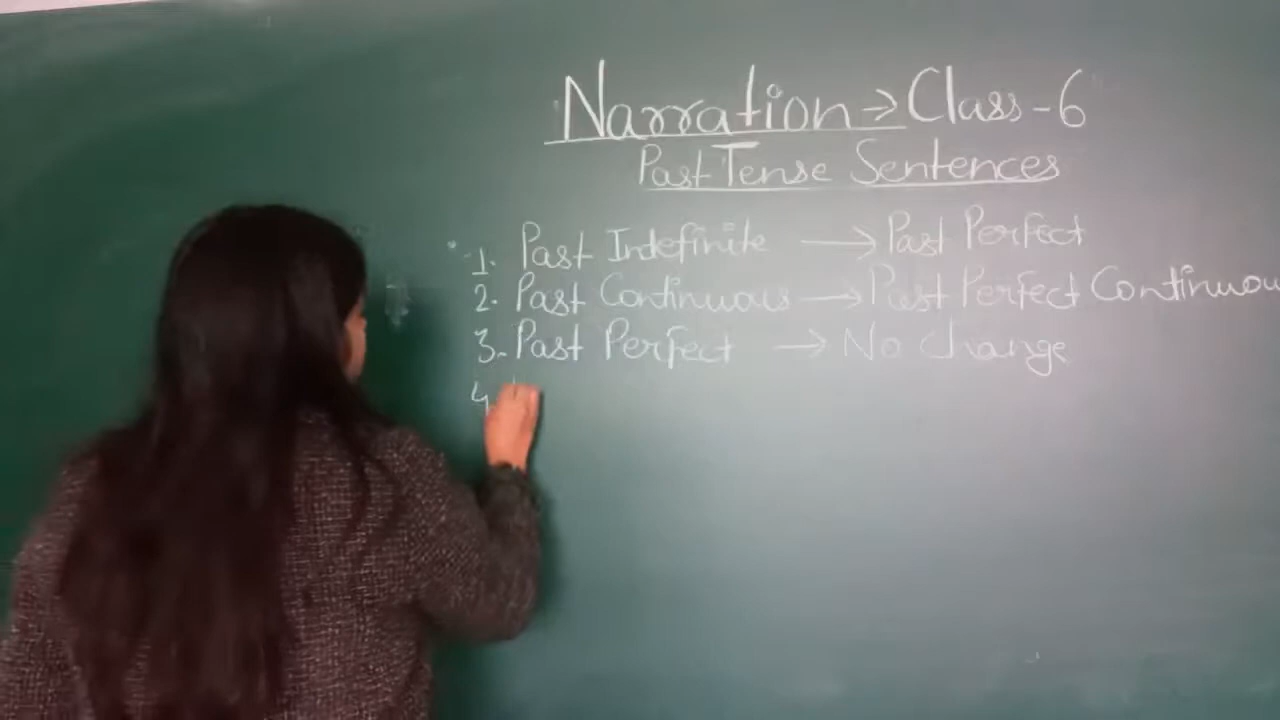 Narration → Class-6
Past Tense Sentences
1. Past Indefinite → Past Perfect
2. Past Continuous → Past Perfect Continuou
3. Past Perfect → No Change
4